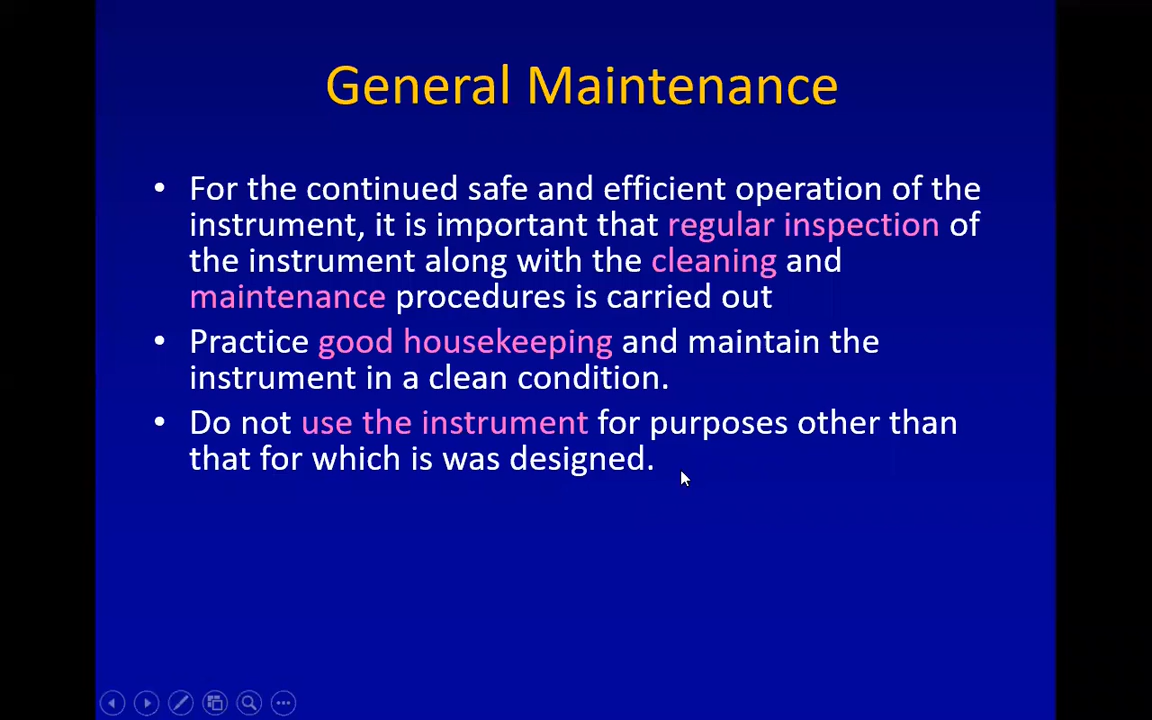 General Maintenance
• For the continued safe and efficient operation of the
instrument, it is important that regular inspection of
the instrument along with the cleaning and
maintenance procedures is carried out
• Practice good housekeeping and maintain the
instrument in a clean condition.
• Do not use the instrument for purposes other than
that for which is was designed.